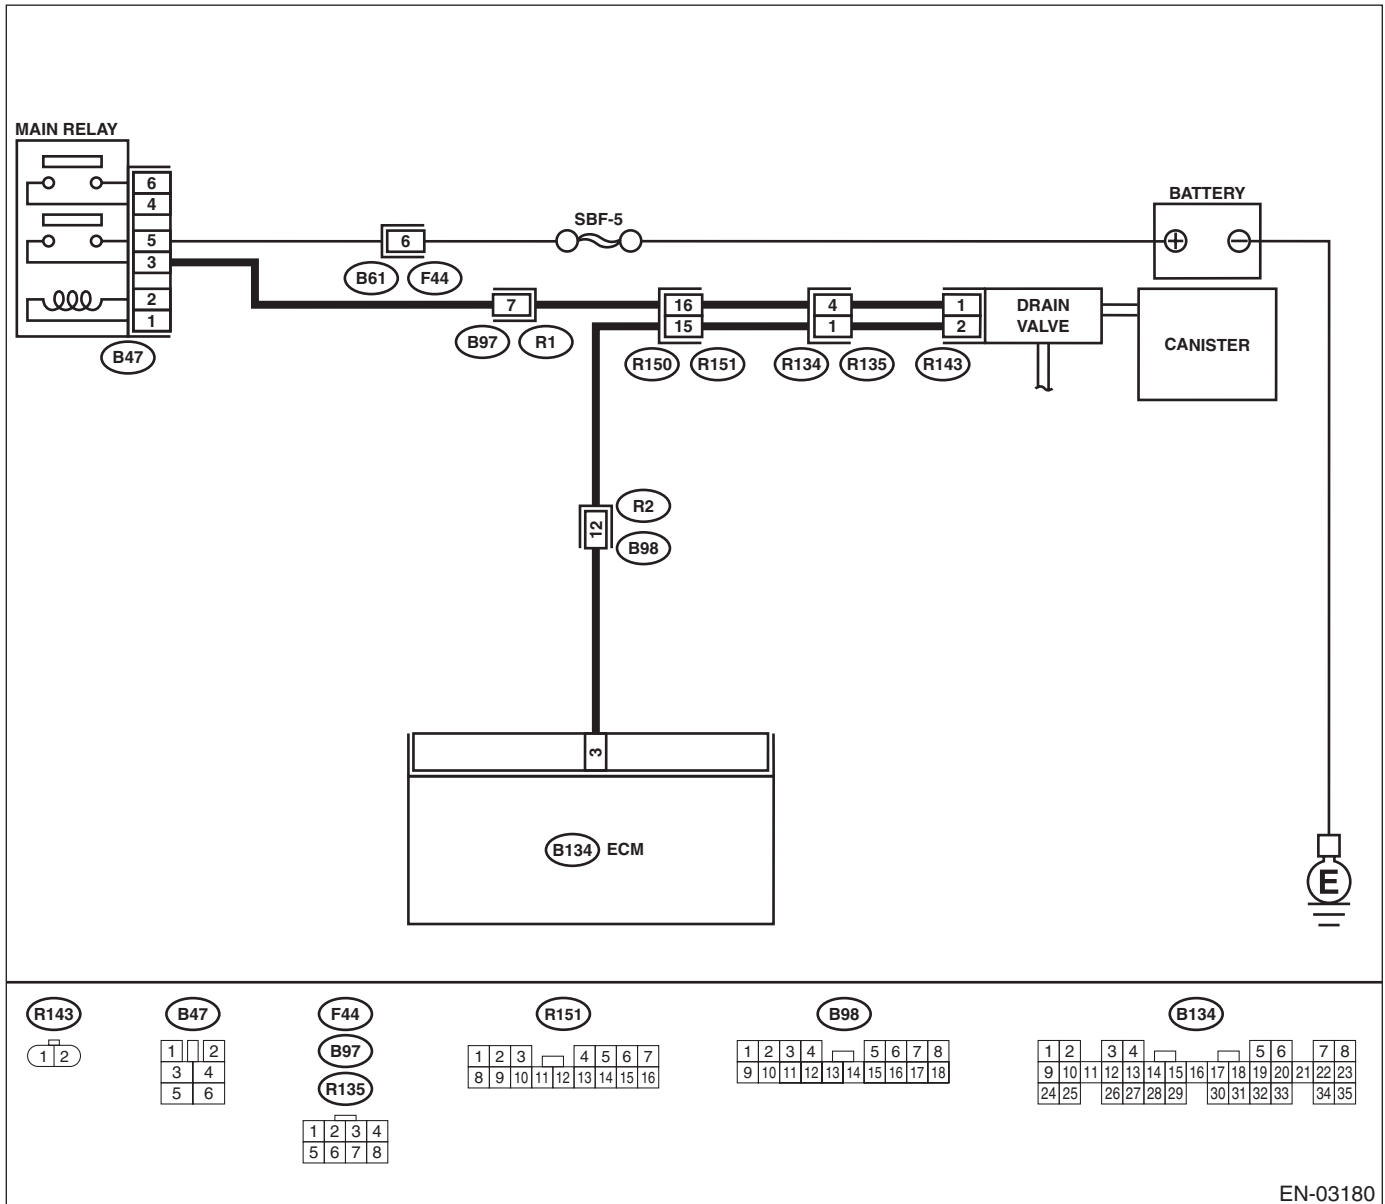 MAIN RELAY
6
4
5
3
2
1
B47
6
B61 F44
SBF-5
BATTERY
7
B97 R1
16
15
R150 R151
4
1
R134 R135
1
2
R143
DRAIN
VALVE
CANISTER
R2
12
B98
3
B134 ECM
E
R143
1 2
B47
1 2
3 4
5 6
F44
B97
R135
1 2 3 4
5 6 7 8
R151
1 2 3 4 5 6 7
8 9 10 11 12 13 14 15 16
B98
1 2 3 4 5 6 7 8
9 10 11 12 13 14 15 16 17 18
B134
1 2 3 4 5 6 7 8
9 10 11 12 13 14 15 16 17 18 19 20 21 22 23
24 25 26 27 28 29 30 31 32 33 34 35
EN-03180